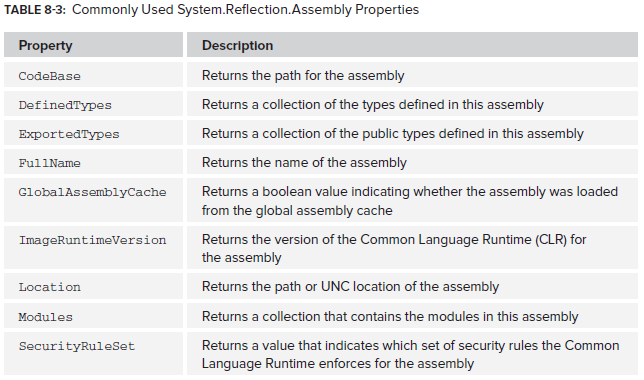 TABLE 8-3: Commonly Used System.Reflection.Assembly Properties
Property Description
CodeBase Returns the path for the assembly
DefinedTypes Returns a collection of the types defined in this assembly
ExportedTypes Returns a collection of the public types defined in this assembly
FullName Returns the name of the assembly
GlobalAssemblyCache Returns a boolean value indicating whether the assembly was loaded
from the global assembly cache
ImageRuntimeVersion Returns the version of the Common Language Runtime (CLR) for
the assembly
Location Returns the path or UNC location of the assembly
Modules Returns a collection that contains the modules in this assembly
SecurityRuleSet Returns a value that indicates which set of security rules the Common
Language Runtime enforces for the assembly